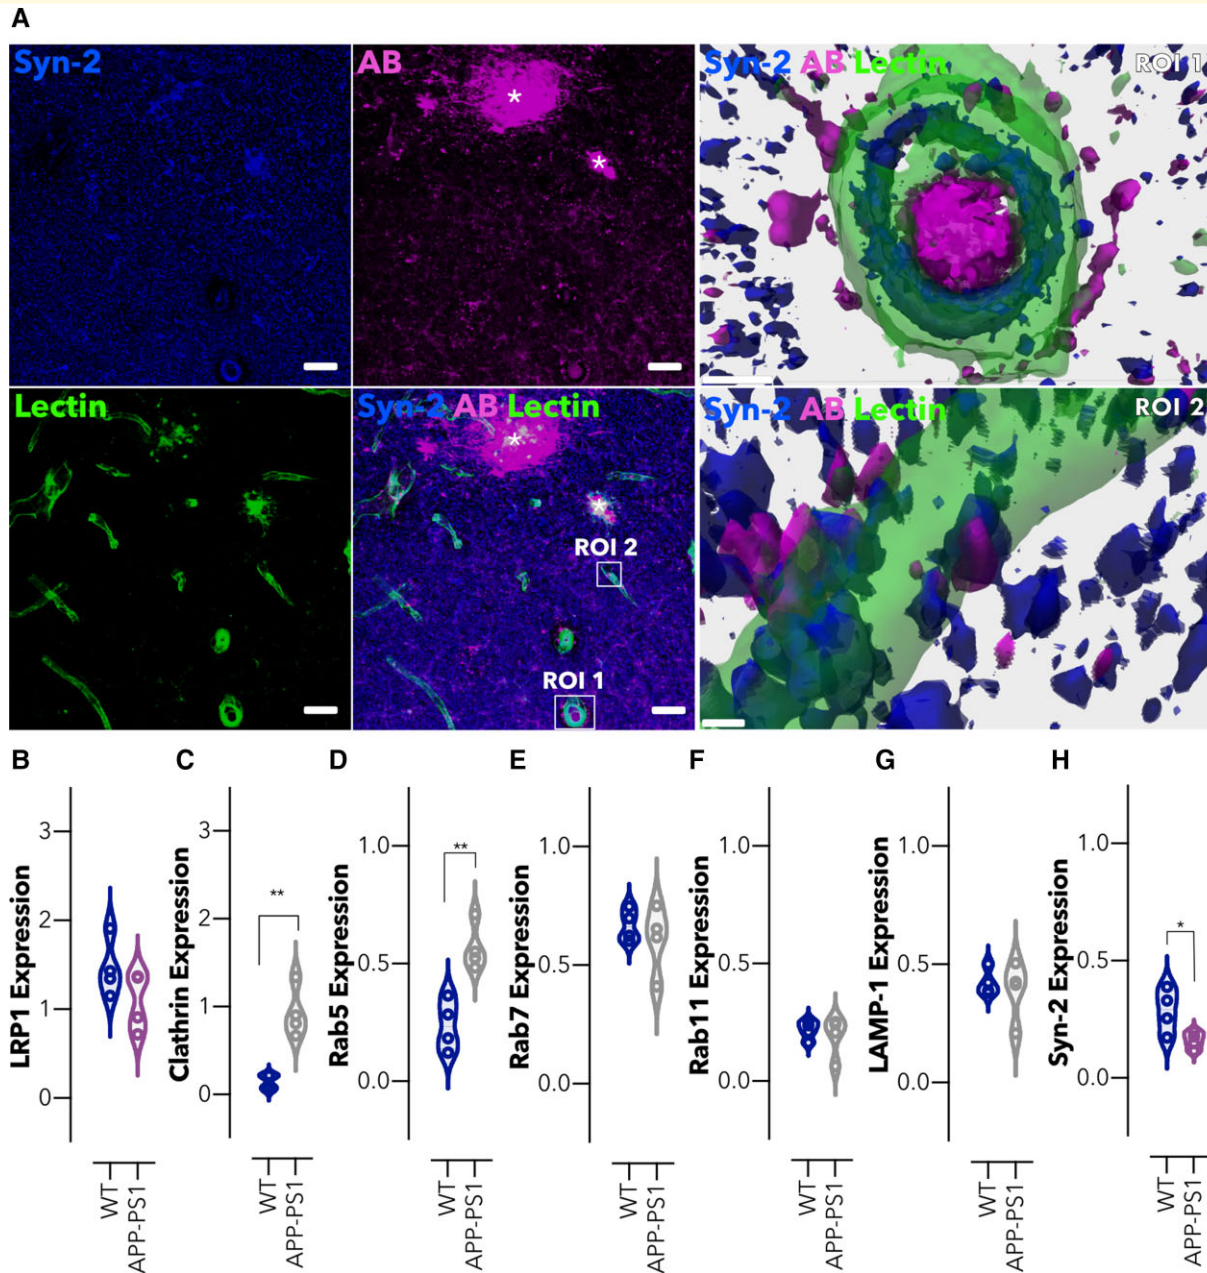 A
Syn-2
AB
Syn-2 AB Lectin
ROI 1
*
*
Lectin
Syn-2 AB Lectin
*
*
ROI 2
ROI 1
Syn-2 AB Lectin
ROI 2
B
LRP1 Expression
3
2
1
0
WT
APP-PS1
C
Clathrin Expression
3
2
1
0
**
WT
APP-PS1
D
Rab5 Expression
1.0
0.5
0.0
**
WT
APP-PS1
E
Rab7 Expression
1.0
0.5
0.0
WT
APP-PS1
F
Rab11 Expression
1.0
0.5
0.0
WT
APP-PS1
G
LAMP-1 Expression
1.0
0.5
0.0
WT
APP-PS1
H
Syn-2 Expression
1.0
0.5
0.0
*
WT
APP-PS1